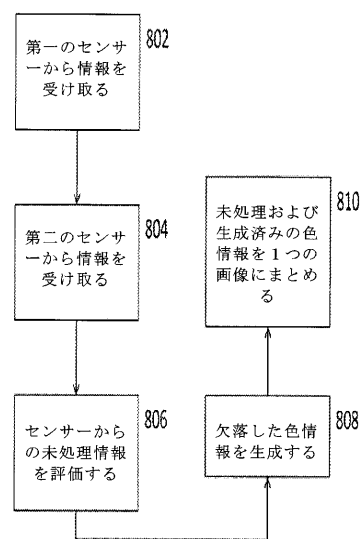 802
第一のセンサ
ーから情報を
受け取る
804
第二のセンサ
ーから情報を
受け取る
806
センサーから
の未処理情報
を評価する
808
欠落した色情
報を生成する
810
未処理および
生成済みの色
情報を１つの
画像にまとめ
る